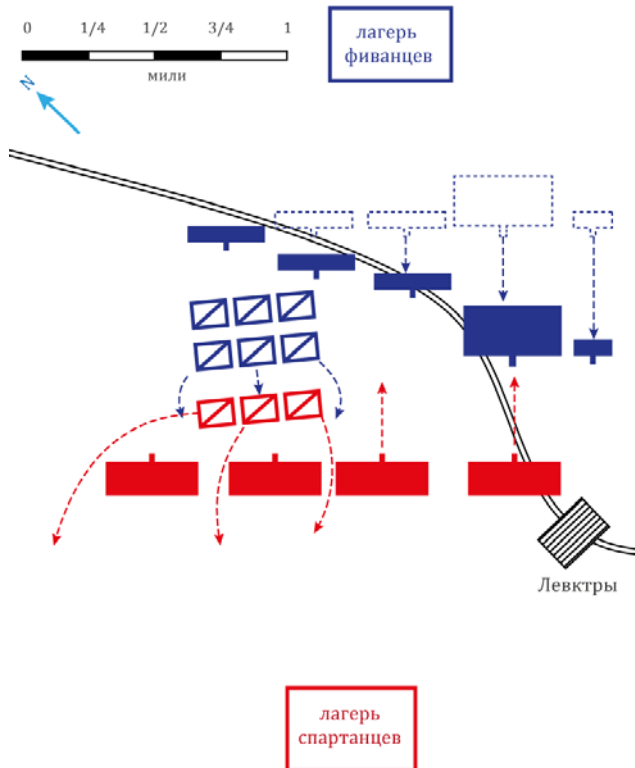 0 1/4 1/2 3/4 1
мили
N
лагерь
фиванцев
Левктры
лагерь
спартанцев